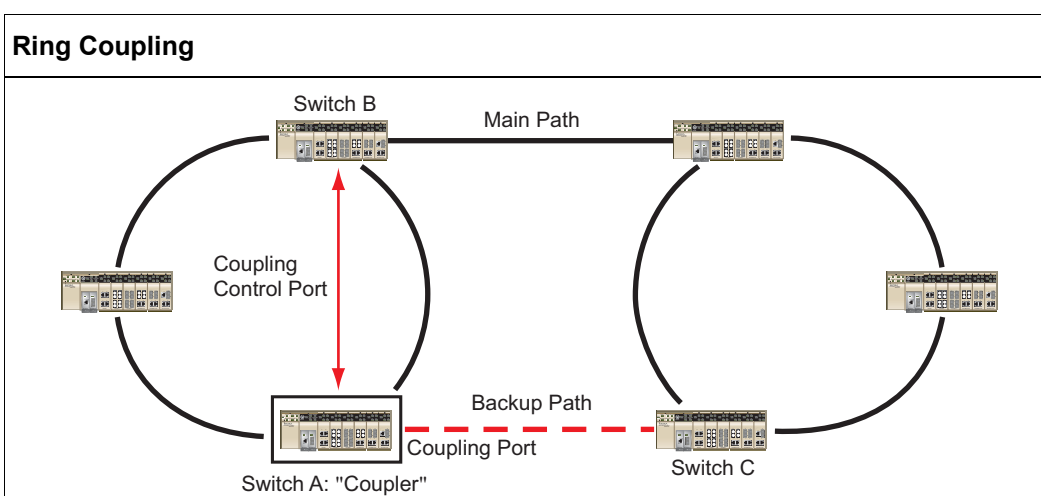 Ring Coupling
Switch B
Main Path
Coupling
Control Port
Backup Path
Coupling Port
Switch C
Switch A: "Coupler"